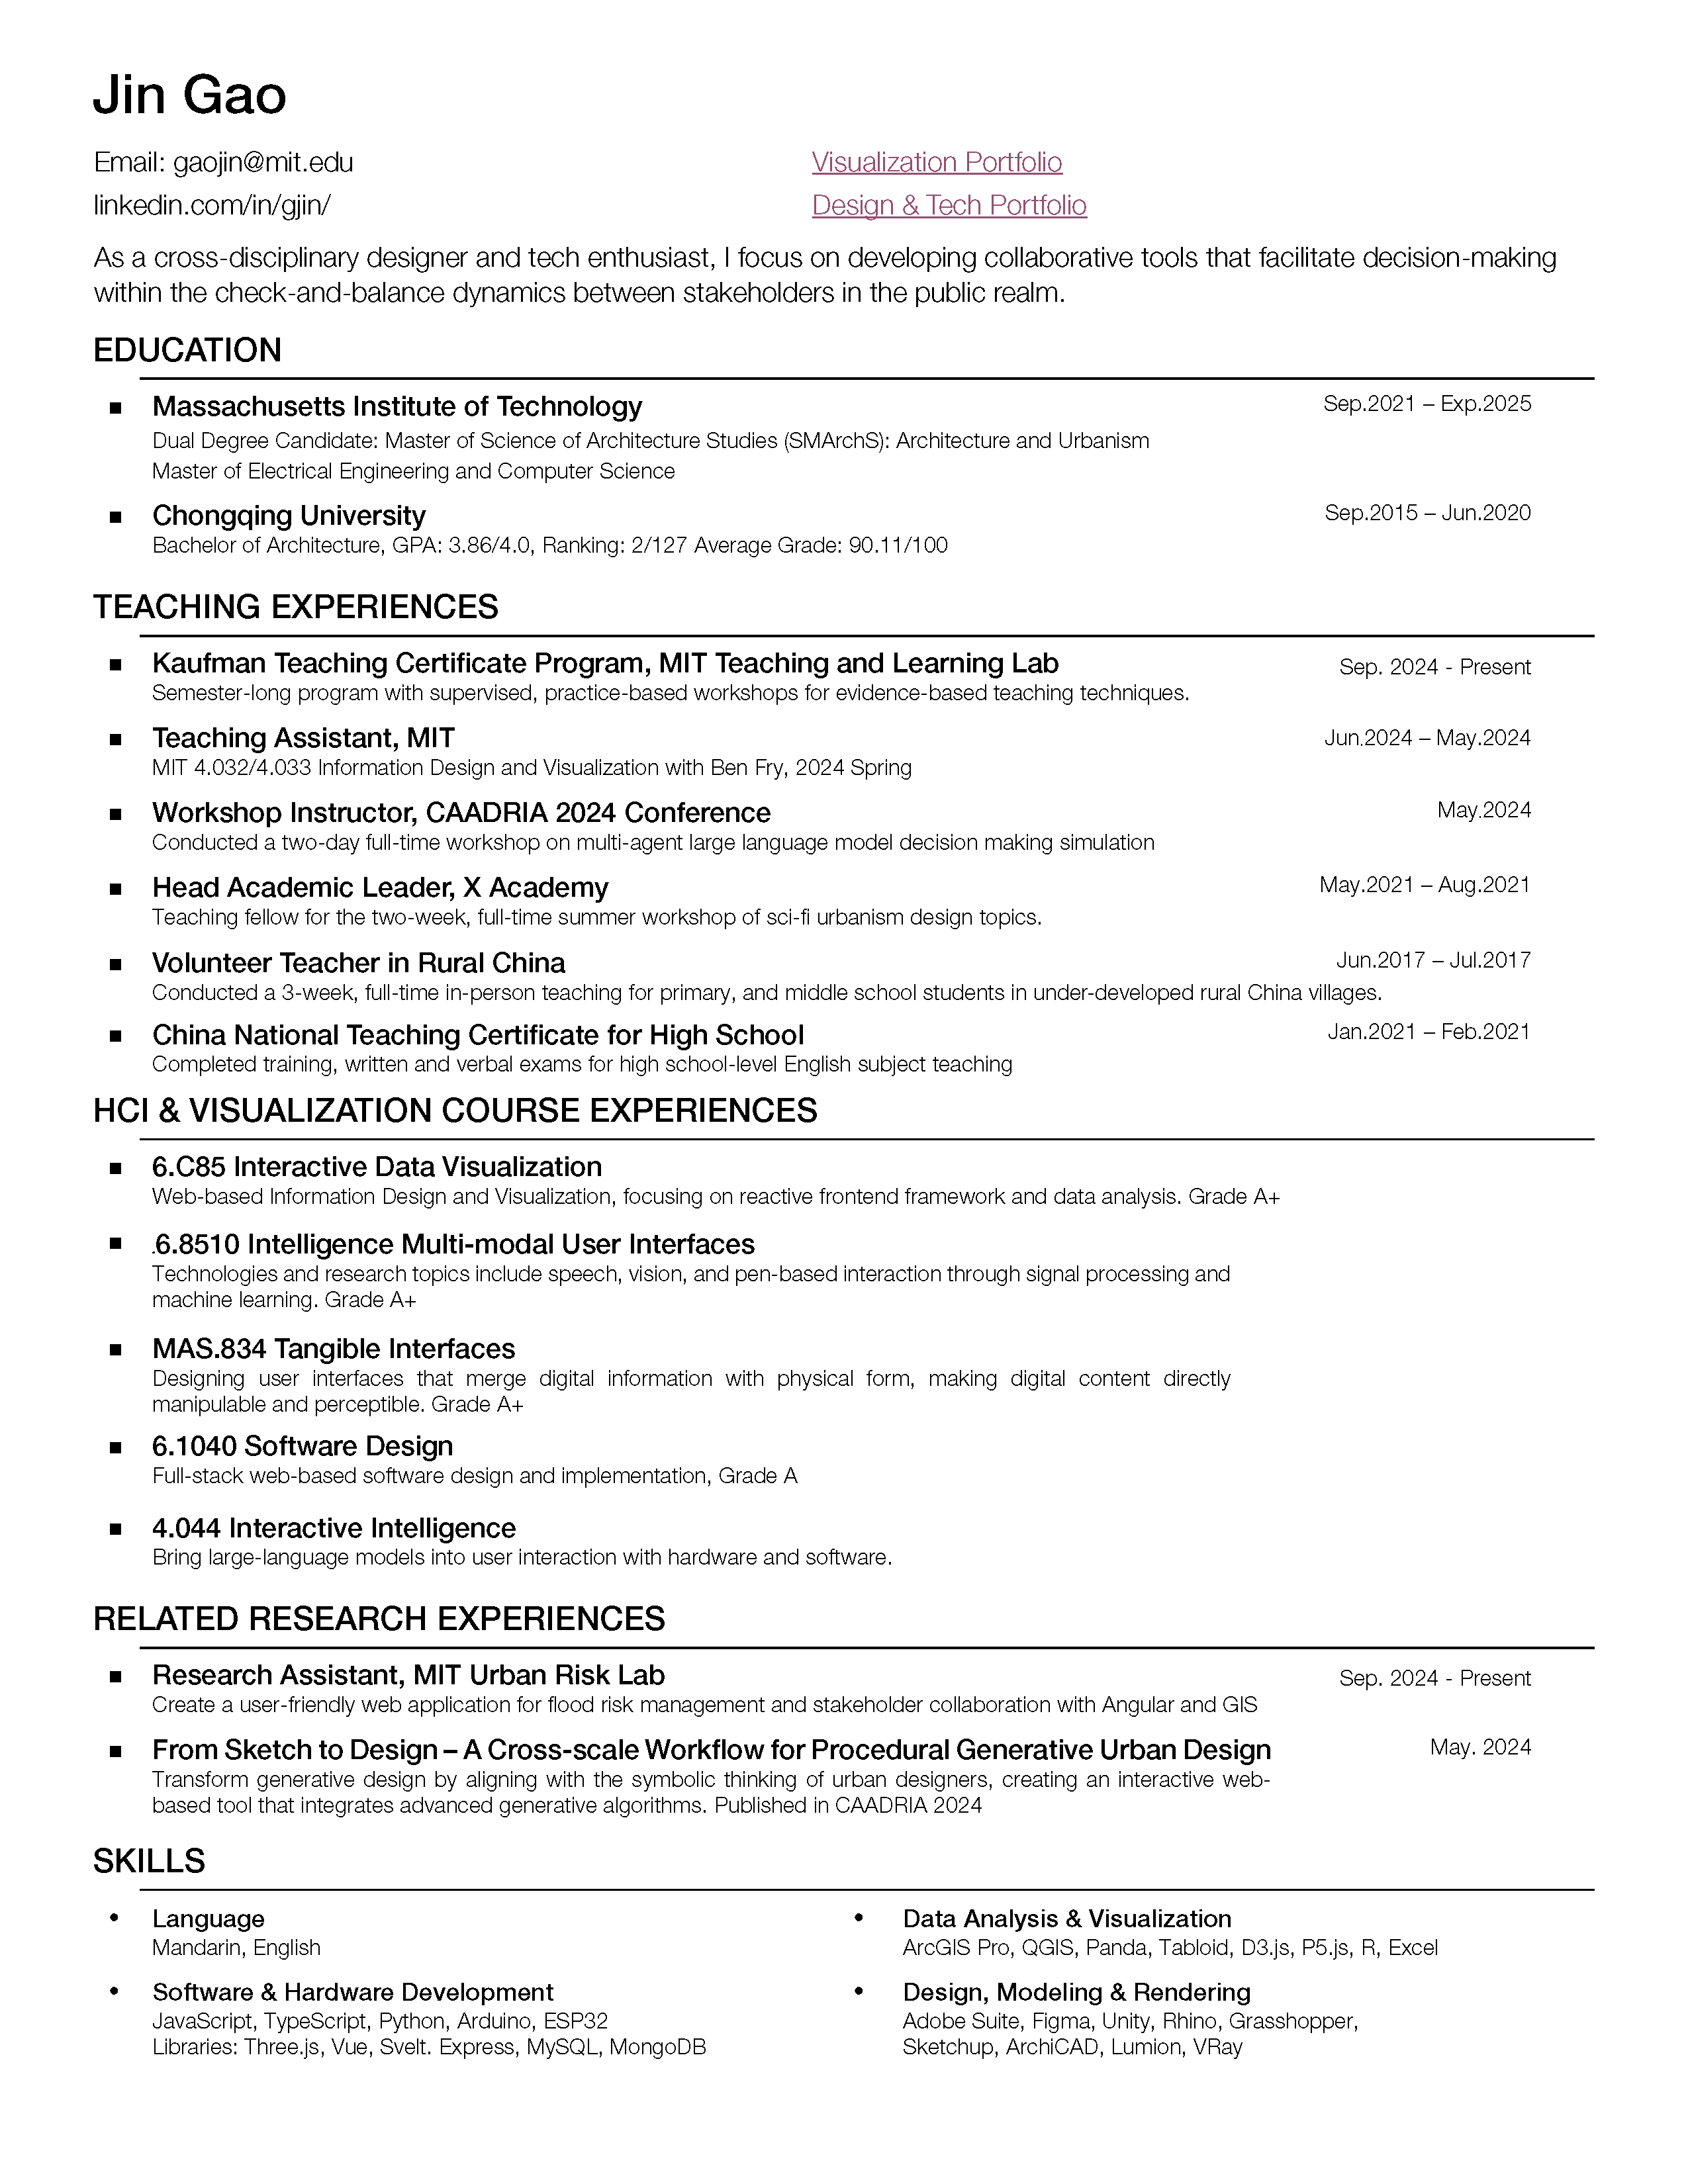 Jin Gao
Email: gaojin@mit.edu
Visualization Portfolio
linkedin.com/in/gjin/
Design & Tech Portfolio
As a cross-disciplinary designer and tech enthusiast, I focus on developing collaborative tools that facilitate decision-making
within the check-and-balance dynamics between stakeholders in the public realm.
EDUCATION
■ Massachusetts Institute of Technology Sep.2021 – Exp.2025
Dual Degree Candidate: Master of Science of Architecture Studies (SMArchS): Architecture and Urbanism
Master of Electrical Engineering and Computer Science
■ Chongqing University Sep.2015 – Jun.2020
Bachelor of Architecture, GPA: 3.86/4.0, Ranking: 2/127 Average Grade: 90.11/100
TEACHING EXPERIENCES
■ Kaufman Teaching Certificate Program, MIT Teaching and Learning Lab Sep. 2024 - Present
Semester-long program with supervised, practice-based workshops for evidence-based teaching techniques.
■ Teaching Assistant, MIT Jun.2024 – May.2024
MIT 4.032/4.033 Information Design and Visualization with Ben Fry, 2024 Spring
■ Workshop Instructor, CAADRIA 2024 Conference May.2024
Conducted a two-day full-time workshop on multi-agent large language model decision making simulation
■ Head Academic Leader, X Academy May.2021 – Aug.2021
Teaching fellow for the two-week, full-time summer workshop of sci-fi urbanism design topics.
■ Volunteer Teacher in Rural China Jun.2017 – Jul.2017
Conducted a 3-week, full-time in-person teaching for primary, and middle school students in under-developed rural China villages.
■ China National Teaching Certificate for High School Jan.2021 – Feb.2021
Completed training, written and verbal exams for high school-level English subject teaching
HCI & VISUALIZATION COURSE EXPERIENCES
■ 6.C85 Interactive Data Visualization
Web-based Information Design and Visualization, focusing on reactive frontend framework and data analysis. Grade A+
■ .6.8510 Intelligence Multi-modal User Interfaces
Technologies and research topics include speech, vision, and pen-based interaction through signal processing and
machine learning. Grade A+
■ MAS.834 Tangible Interfaces
Designing user interfaces that merge digital information with physical form, making digital content directly
manipulable and perceptible. Grade A+
■ 6.1040 Software Design
Full-stack web-based software design and implementation, Grade A
■ 4.044 Interactive Intelligence
Bring large-language models into user interaction with hardware and software.
RELATED RESEARCH EXPERIENCES
■ Research Assistant, MIT Urban Risk Lab Sep. 2024 - Present
Create a user-friendly web application for flood risk management and stakeholder collaboration with Angular and GIS
■ From Sketch to Design – A Cross-scale Workflow for Procedural Generative Urban Design May. 2024
Transform generative design by aligning with the symbolic thinking of urban designers, creating an interactive web-
based tool that integrates advanced generative algorithms. Published in CAADRIA 2024
SKILLS
• Language
Mandarin, English
• Software & Hardware Development
JavaScript, TypeScript, Python, Arduino, ESP32
Libraries: Three.js, Vue, Svelt. Express, MySQL, MongoDB
• Data Analysis & Visualization
ArcGIS Pro, QGIS, Panda, Tabloid, D3.js, P5.js, R, Excel
• Design, Modeling & Rendering
Adobe Suite, Figma, Unity, Rhino, Grasshopper,
Sketchup, ArchiCAD, Lumion, VRay